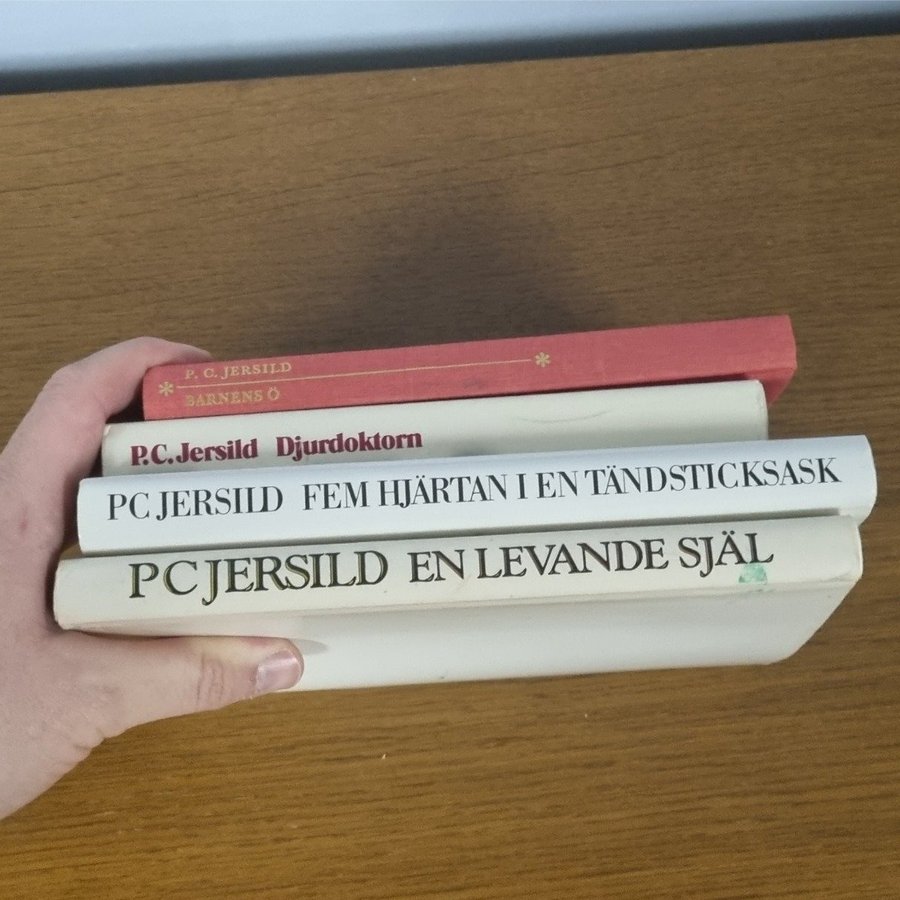 P. C. JERSILD
BARNENS Ö
P.C. Jersild Djurdoktorn
PC JERSILD FEM HJÄRTAN I EN TÄNDSTICKSASK
PC JERSILD EN LEVANDE SJÄL